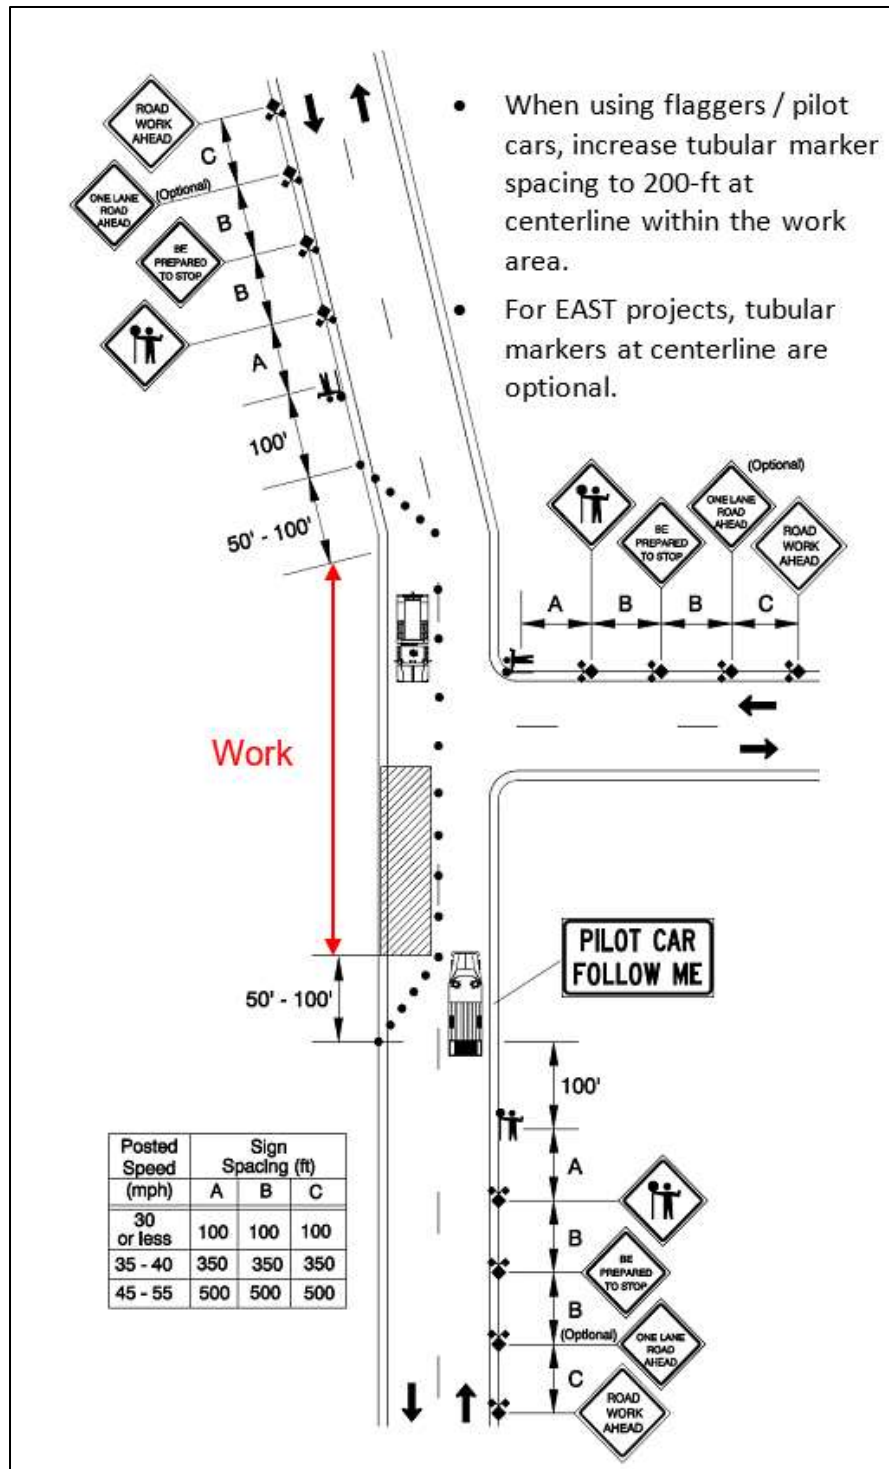 ROAD
WORK
AHEAD
C
ONE LANE
ROAD
AHEAD
(Optional)
B
BE
PREPARED
TO STOP
B
A
100'
50' - 100'
• When using flaggers / pilot
cars, increase tubular marker
spacing to 200-ft at
centerline within the work
area.
• For EAST projects, tubular
markers at centerline are
optional.
(Optional)
BE
PREPARED
TO STOP
ONE LANE
ROAD
AHEAD
ROAD
WORK
AHEAD
A
B
B
C
Work
PILOT CAR
FOLLOW ME
50' - 100'
100'
A
B
BE
PREPARED
TO STOP
B
(Optional)
ONE LANE
ROAD
AHEAD
C
ROAD
WORK
AHEAD
Posted Speed (mph) Sign Spacing (ft)
A B C
30 or less 100 100 100
35 - 40 350 350 350
45 - 55 500 500 500